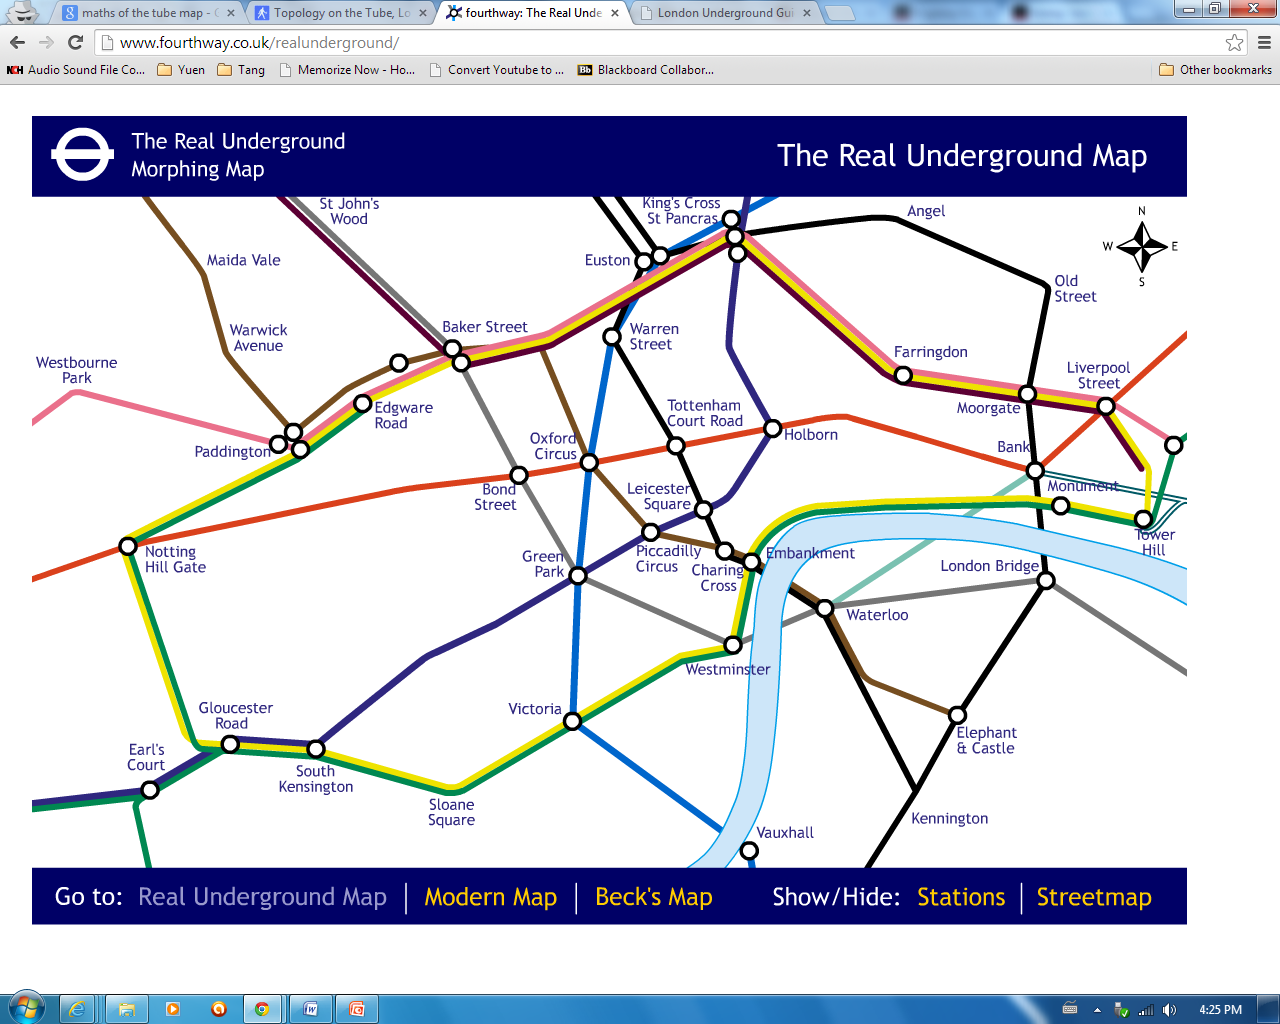 maths of the tube map - G
Topology on the Tube, Lo
fourthway: The Real Unde
London Underground Gui
www.fourthway.co.uk/realunderground/
NCH Audio Sound File Co...
Yuen
Tang
Memorize Now - Ho...
Convert Youtube to ...
Bb Blackboard Collabor...
Other bookmarks
The Real Underground
Morphing Map
The Real Underground Map
St John's
Wood
King's Cross
St Pancras
Angel
N
W
E
S
Maida Vale
Euston
Old
Street
Warwick
Avenue
Baker Street
Warren
Street
Westbourne
Park
Farringdon
Liverpool
Street
Edgware
Road
Tottenham
Court Road
Moorgate
Paddington
Oxford
Circus
Holborn
Bank
Bond
Street
Leicester
Square
Monument
Notting
Hill Gate
Green
Park
Piccadilly
Circus
Charing
Cross
Embankment
Tower
Hill
London Bridge
Waterloo
Westminster
Gloucester
Road
Victoria
Earl's
Court
South
Kensington
Elephant
& Castle
Sloane
Square
Kennington
Vauxhall
Go to: Real Underground Map | Modern Map | Beck's Map
Show/Hide: Stations | Streetmap
4:25 PM